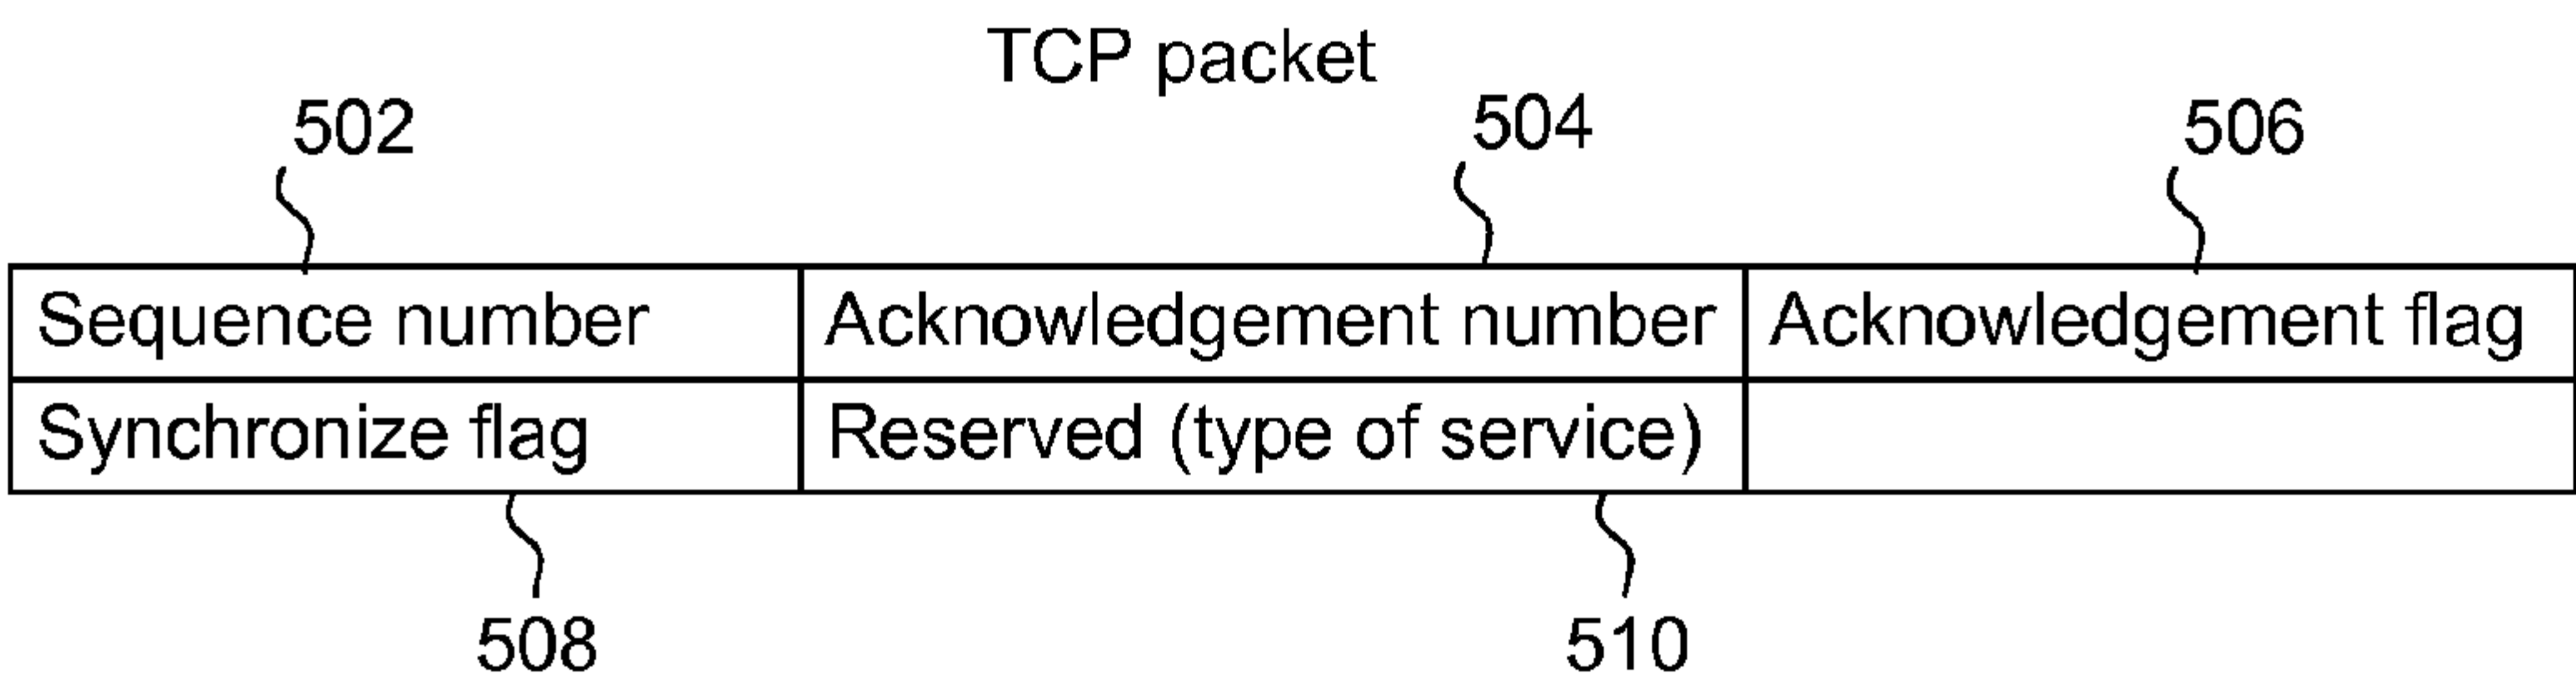 TCP packet
502 504 506
Sequence number Acknowledgement number Acknowledgement flag
Synchronize flag Reserved (type of service)
508 510